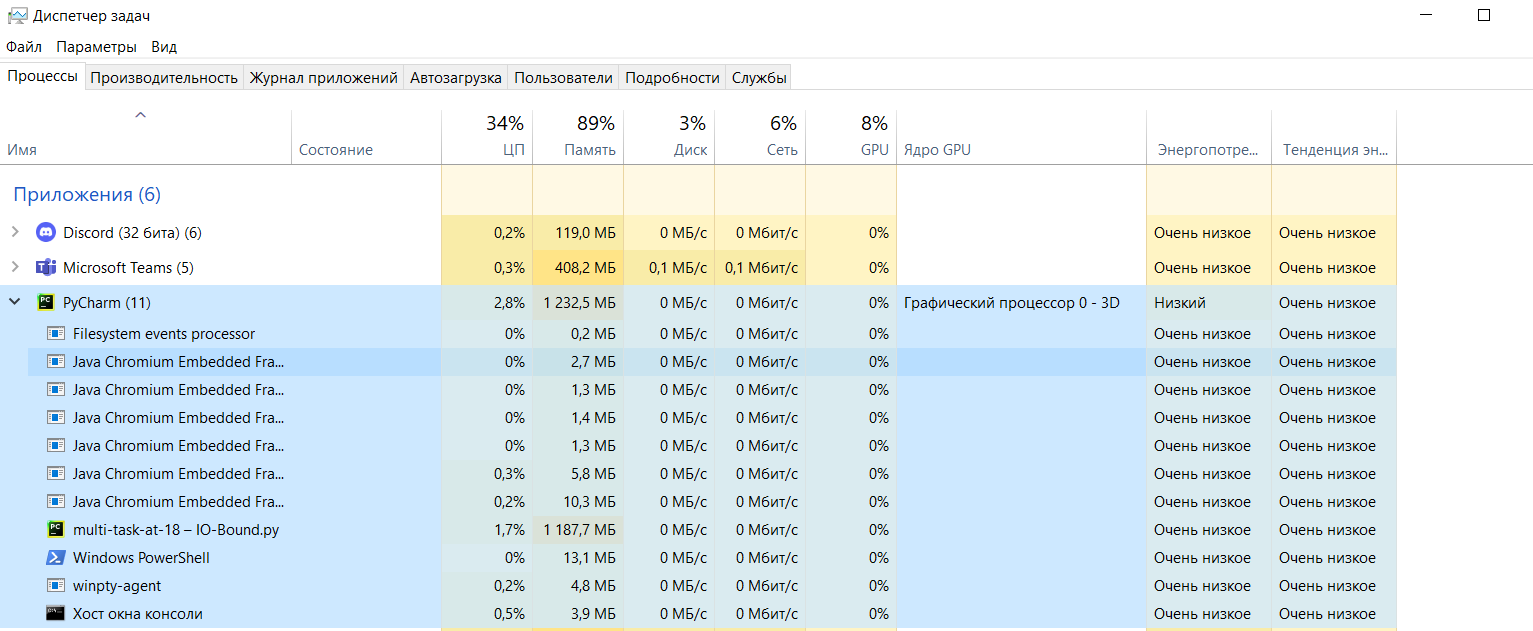 Диспетчер задач
Файл Параметры Вид
Процессы Производительность Журнал приложений Автозагрузка Пользователи Подробности Службы
34% 89% 3% 6% 8%
Имя Состояние ЦП Память Диск Сеть GPU Ядро GPU Энергопотре... Тенденция эн...
Приложения (6)
Discord (32 бита) (6) 0,2% 119,0 МБ 0 МБ/с 0 Мбит/с 0% Очень низкое Очень низкое
Microsoft Teams (5) 0,3% 408,2 МБ 0,1 МБ/с 0,1 Мбит/с 0% Очень низкое Очень низкое
PyCharm (11) 2,8% 1 232,5 МБ 0 МБ/с 0 Мбит/с 0% Графический процессор 0 - 3D Низкий Очень низкое
Filesystem events processor 0% 0,2 МБ 0 МБ/с 0 Мбит/с 0% Очень низкое Очень низкое
Java Chromium Embedded Fra... 0% 2,7 МБ 0 МБ/с 0 Мбит/с 0% Очень низкое Очень низкое
Java Chromium Embedded Fra... 0% 1,3 МБ 0 МБ/с 0 Мбит/с 0% Очень низкое Очень низкое
Java Chromium Embedded Fra... 0% 1,4 МБ 0 МБ/с 0 Мбит/с 0% Очень низкое Очень низкое
Java Chromium Embedded Fra... 0% 1,3 МБ 0 МБ/с 0 Мбит/с 0% Очень низкое Очень низкое
Java Chromium Embedded Fra... 0,3% 5,8 МБ 0 МБ/с 0 Мбит/с 0% Очень низкое Очень низкое
Java Chromium Embedded Fra... 0,2% 10,3 МБ 0 МБ/с 0 Мбит/с 0% Очень низкое Очень низкое
multi-task-at-18 – IO-Bound.py 1,7% 1 187,7 МБ 0 МБ/с 0 Мбит/с 0% Очень низкое Очень низкое
Windows PowerShell 0% 13,1 МБ 0 МБ/с 0 Мбит/с 0% Очень низкое Очень низкое
winpty-agent 0,2% 4,8 МБ 0 МБ/с 0 Мбит/с 0% Очень низкое Очень низкое
Хост окна консоли 0,5% 3,9 МБ 0 МБ/с 0 Мбит/с 0% Очень низкое Очень низкое